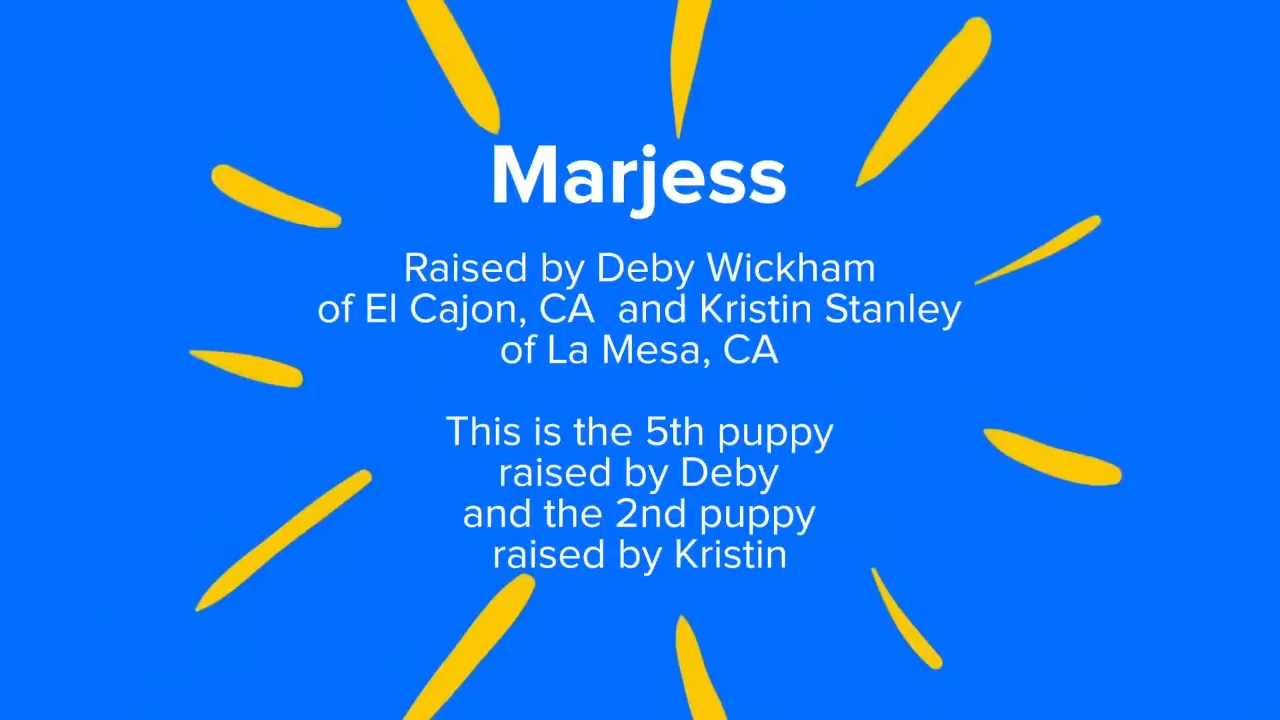 Marjess
Raised by Deby Wickham
of El Cajon, CA  and Kristin Stanley
of La Mesa, CA
This is the 5th puppy
raised by Deby
and the 2nd puppy
raised by Kristin